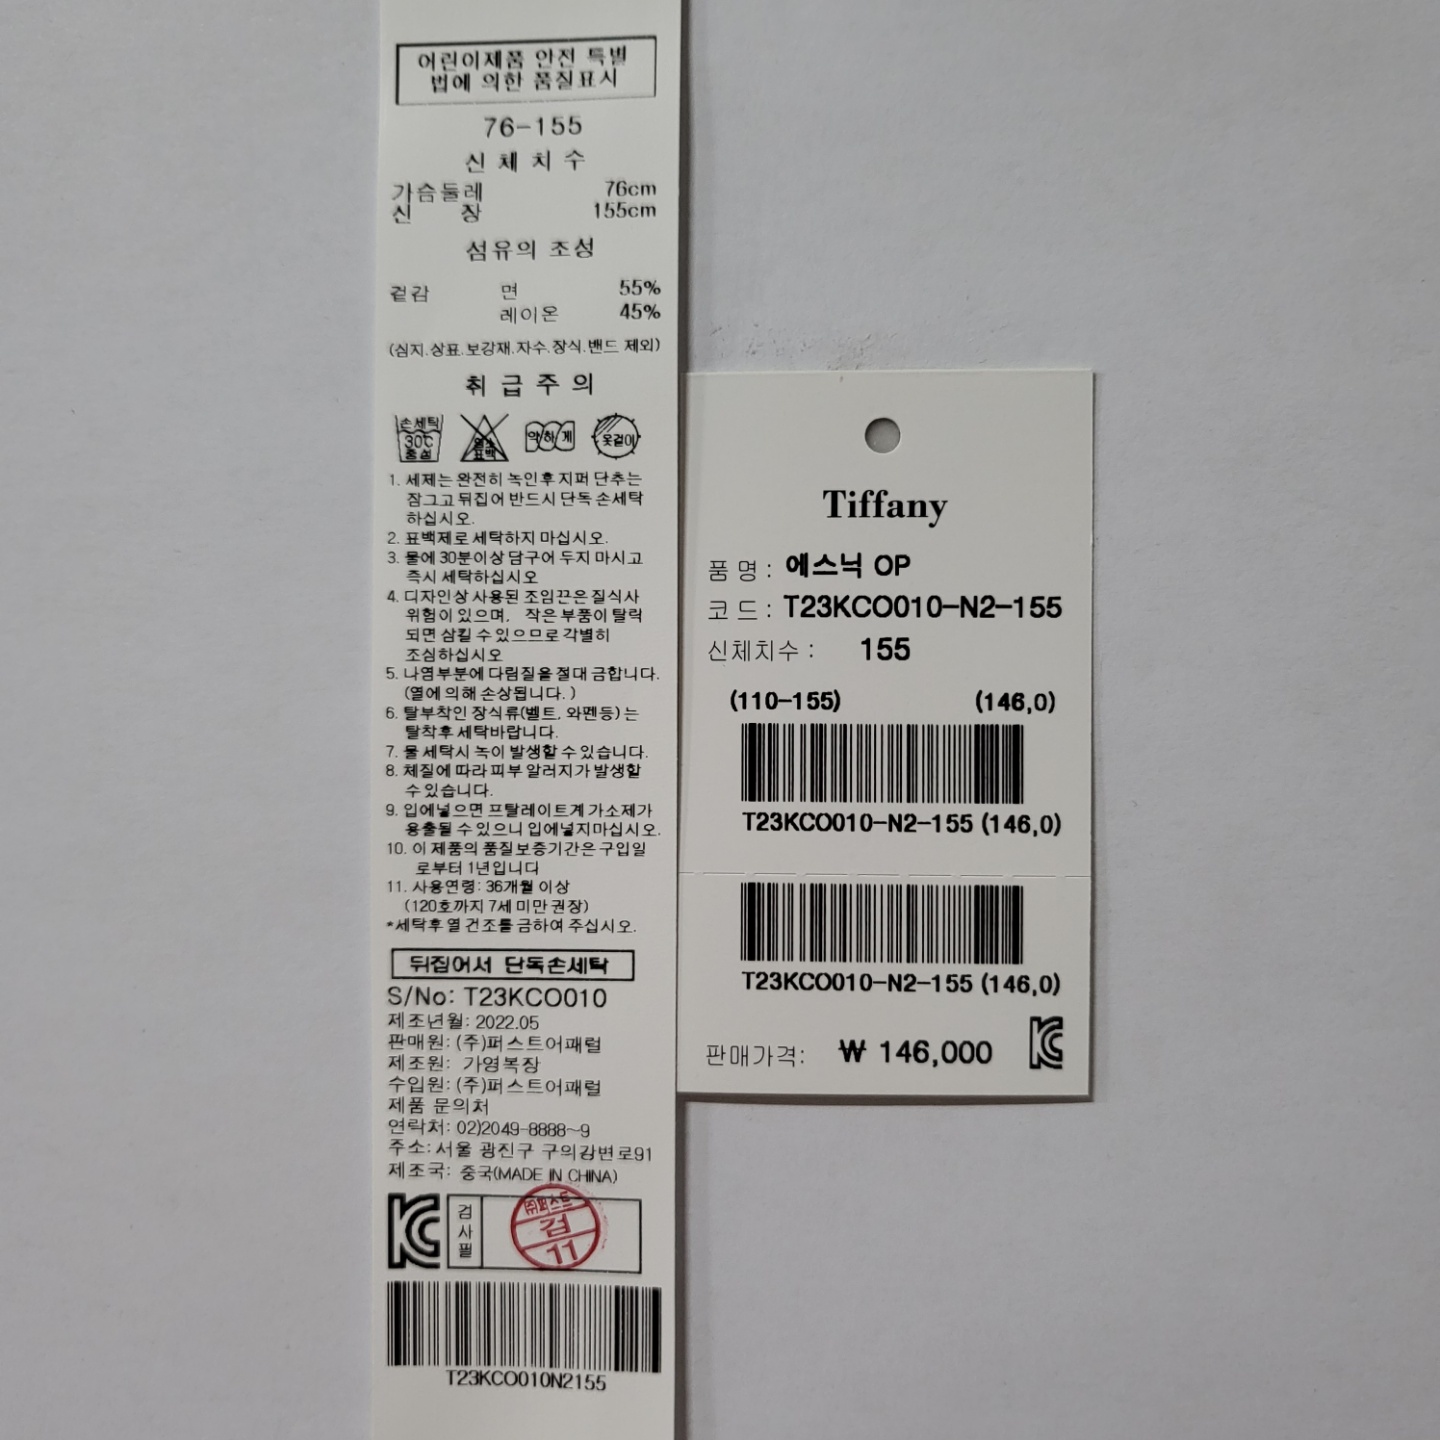 어린이제품 안전 특별
법에 의한 품질표시
76-155
신 체 치 수
가슴둘레 76cm
신 장 155cm
섬유의 조성
겉감 면 55%
레이온 45%
(심지.상표.보강재.자수.장식.밴드 제외)
취 급 주 의
손세탁
30℃
중성
염소
표백
약하게
옷걸이
1. 세제는 완전히 녹인후 지퍼 단추는
잠그고 뒤집어 반드시 단독 손세탁
하십시오.
2. 표백제로 세탁하지 마십시오.
3. 물에 30분이상 담구어 두지 마시고
즉시 세탁하십시오
4. 디자인상 사용된 조임끈은 질식사
위험이 있으며, 작은 부품이 탈락
되면 삼킬 수 있으므로 각별히
조심하십시오
5. 나염부분에 다림질을 절대 금합니다.
(열에 의해 손상됩니다. )
6. 탈부착인 장식류(벨트, 와펜등) 는
탈착후 세탁바랍니다.
7. 물 세탁시 녹이 발생할 수 있습니다.
8. 체질에 따라 피부 알러지가 발생할
수 있습니다.
9. 입에넣으면 프탈레이트계 가소제가
용출될 수 있으니 입에넣지마십시오.
10. 이 제품의 품질보증기간은 구입일
로부터 1년입니다
11. 사용연령: 36개월 이상
(120호까지 7세 미만 권장)
*세탁후 열 건조를 금하여 주십시오.
뒤집어서 단독손세탁
S/No: T23KCO010
제조년월: 2022.05
판매원: (주)퍼스트어패럴
제조원: 가영복장
수입원: (주)퍼스트어패럴
제품 문의처
연락처: 02)2049-8888~9
주소: 서울 광진구 구의강변로91
제조국: 중국(MADE IN CHINA)
KC
검사필
㈜퍼스트
검
11
T23KCO010N2155
Tiffany
품 명 : 에스닉 OP
코 드 : T23KCO010-N2-155
신체치수 : 155
(110-155) (146,0)
T23KCO010-N2-155 (146,0)
T23KCO010-N2-155 (146,0)
판매가격: ₩ 146,000 KC